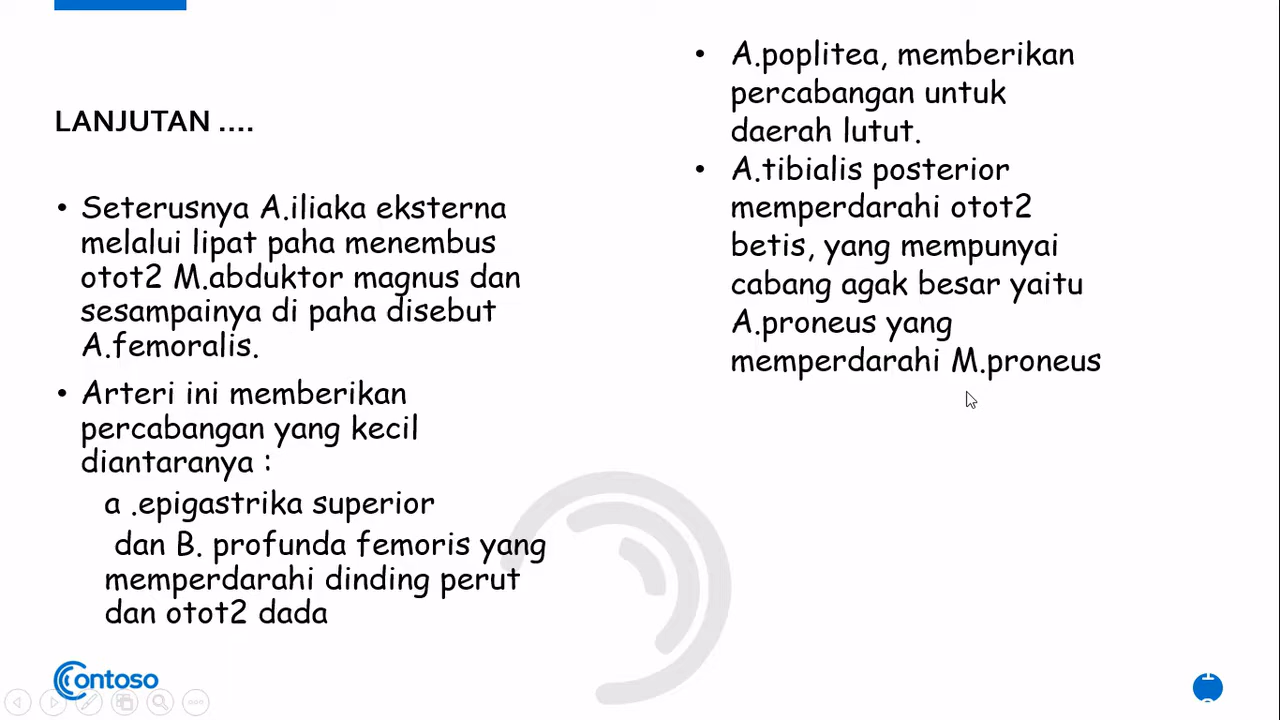 LANJUTAN ....
• Seterusnya A.iliaka eksterna
melalui lipat paha menembus
otot2 M.abduktor magnus dan
sesampainya di paha disebut
A.femoralis.
• Arteri ini memberikan
percabangan yang kecil
diantaranya :
a .epigastrika superior
dan B. profunda femoris yang
memperdarahi dinding perut
dan otot2 dada
• A.poplitea, memberikan
percabangan untuk
daerah lutut.
• A.tibialis posterior
memperdarahi otot2
betis, yang mempunyai
cabang agak besar yaitu
A.proneus yang
memperdarahi M.proneus
Contoso